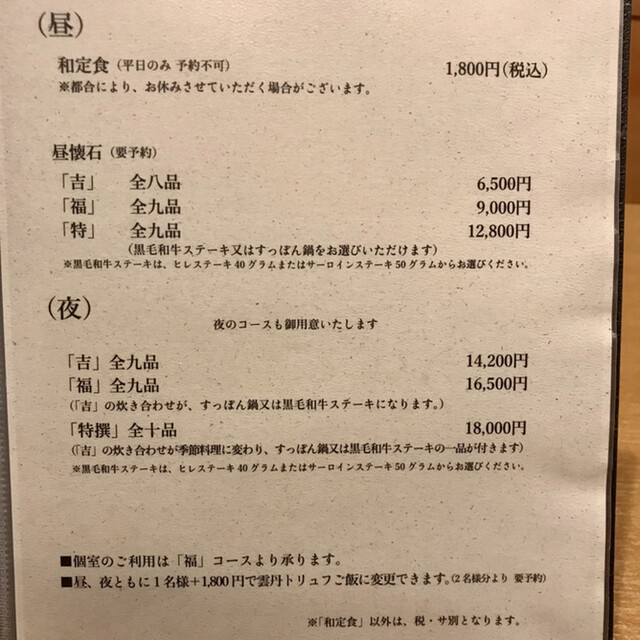 （昼）
和定食（平日のみ 予約不可） 1,800円（税込）
※都合により、お休みさせていただく場合がございます。
昼懐石（要予約）
「吉」 全八品 6,500円
「福」 全九品 9,000円
「特」 全九品 12,800円
（黒毛和牛ステーキ又はすっぽん鍋をお選びいただけます）
※黒毛和牛ステーキは、ヒレステーキ40グラムまたはサーロインステーキ50グラムからお選びください。
（夜）
夜のコースも御用意いたします
「吉」全九品 14,200円
「福」全九品 16,500円
（「吉」の炊き合わせが、すっぽん鍋又は黒毛和牛ステーキになります。）
「特撰」全十品 18,000円
（「吉」の炊き合わせが季節料理に変わり、すっぽん鍋又は黒毛和牛ステーキの一品が付きます）
※黒毛和牛ステーキは、ヒレステーキ40グラムまたはサーロインステーキ50グラムからお選びください。
■個室のご利用は「福」コースより承ります。
■昼、夜ともに1名様＋1,800円で雲丹トリュフご飯に変更できます。（2名様分より 要予約）
※「和定食」以外は、税・サ別となります。